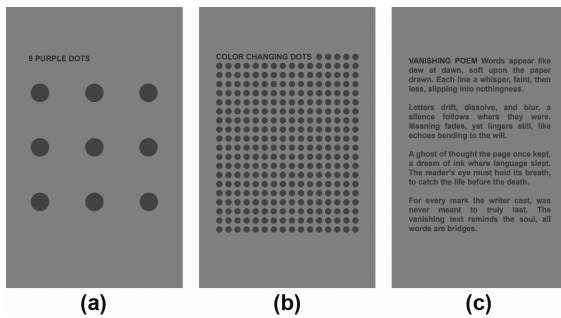 9 PURPLE DOTS
COLOR CHANGING DOTS
VANISHING POEM Words appear like
dew at dawn, soft upon the paper
drawn. Each line a whisper, faint, then
less, slipping into nothingness.
Letters drift, dissolve, and blur, a
silence follows where they were.
Meaning fades, yet lingers still, like
echoes bending to the will.
A ghost of thought the page once kept,
a dream of ink where language slept.
The reader's eye must hold its breath,
to catch the life before the death.
For every mark the writer cast, was
never meant to truly last. The
vanishing text reminds the soul, all
words are bridges.
(a)
(b)
(c)